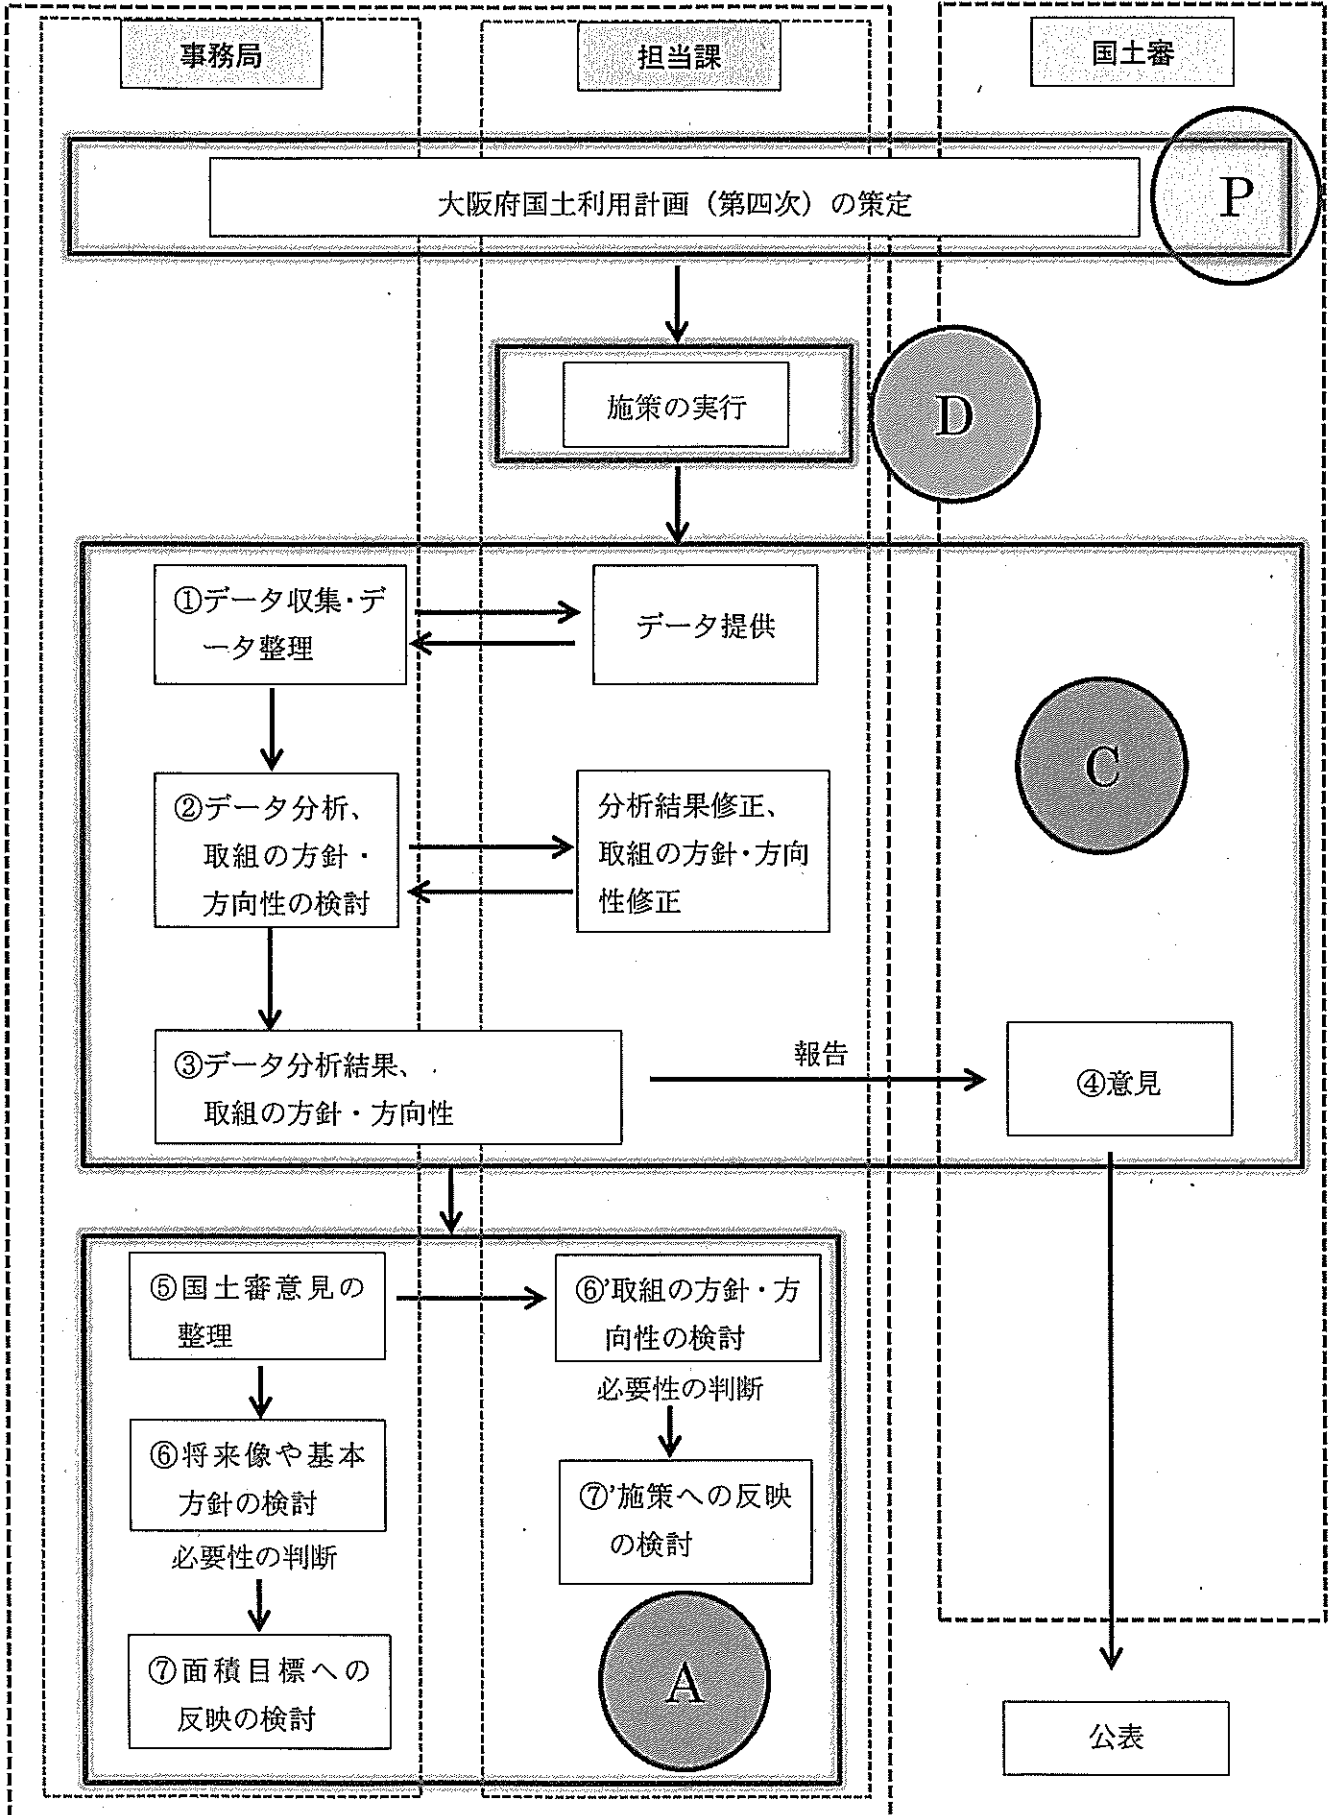 事務局
担当課
国土審
大阪府国土利用計画（第四次）の策定
P
施策の実行
D
①データ収集・デ
ータ整理
データ提供
②データ分析、
取組の方針・
方向性の検討
分析結果修正、
取組の方針・方向
性修正
C
③データ分析結果、
取組の方針・方向性
報告
④意見
⑤国土審意見の
整理
⑥'取組の方針・方
向性の検討
必要性の判断
⑥将来像や基本
方針の検討
必要性の判断
⑦'施策への反映
の検討
⑦面積目標への
反映の検討
A
公表